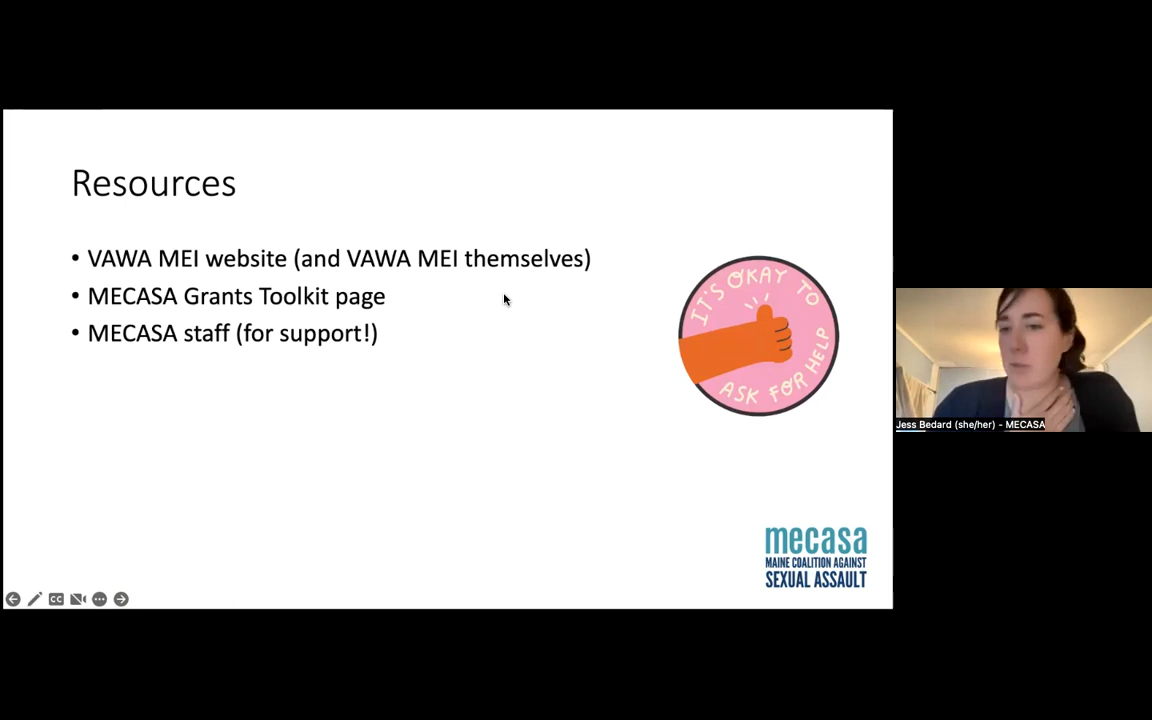 Resources
• VAWA MEI website (and VAWA MEI themselves)
• MECASA Grants Toolkit page
• MECASA staff (for support!)
IT'S OKAY TO
ASK FOR HELP
Jess Bedard (she/her) - MECASA
mecasa
MAINE COALITION AGAINST
SEXUAL ASSAULT
CC